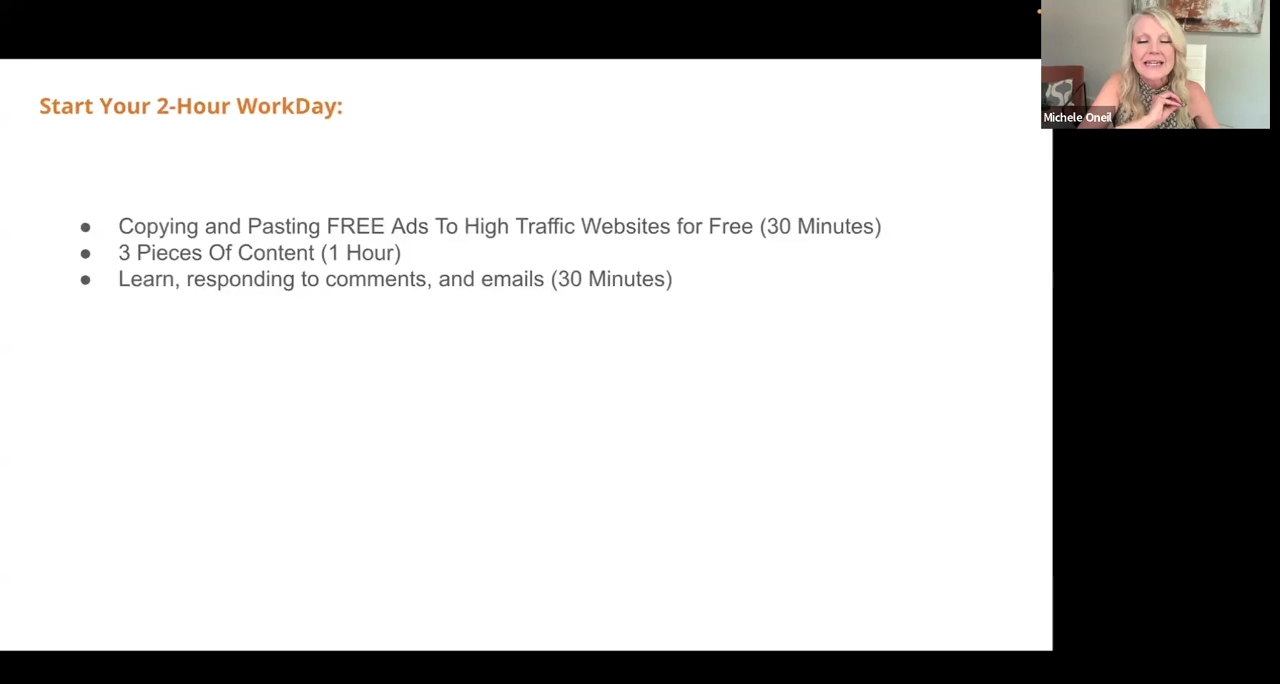 Start Your 2-Hour WorkDay:
● Copying and Pasting FREE Ads To High Traffic Websites for Free (30 Minutes)
● 3 Pieces Of Content (1 Hour)
● Learn, responding to comments, and emails (30 Minutes)
Michele Oneil